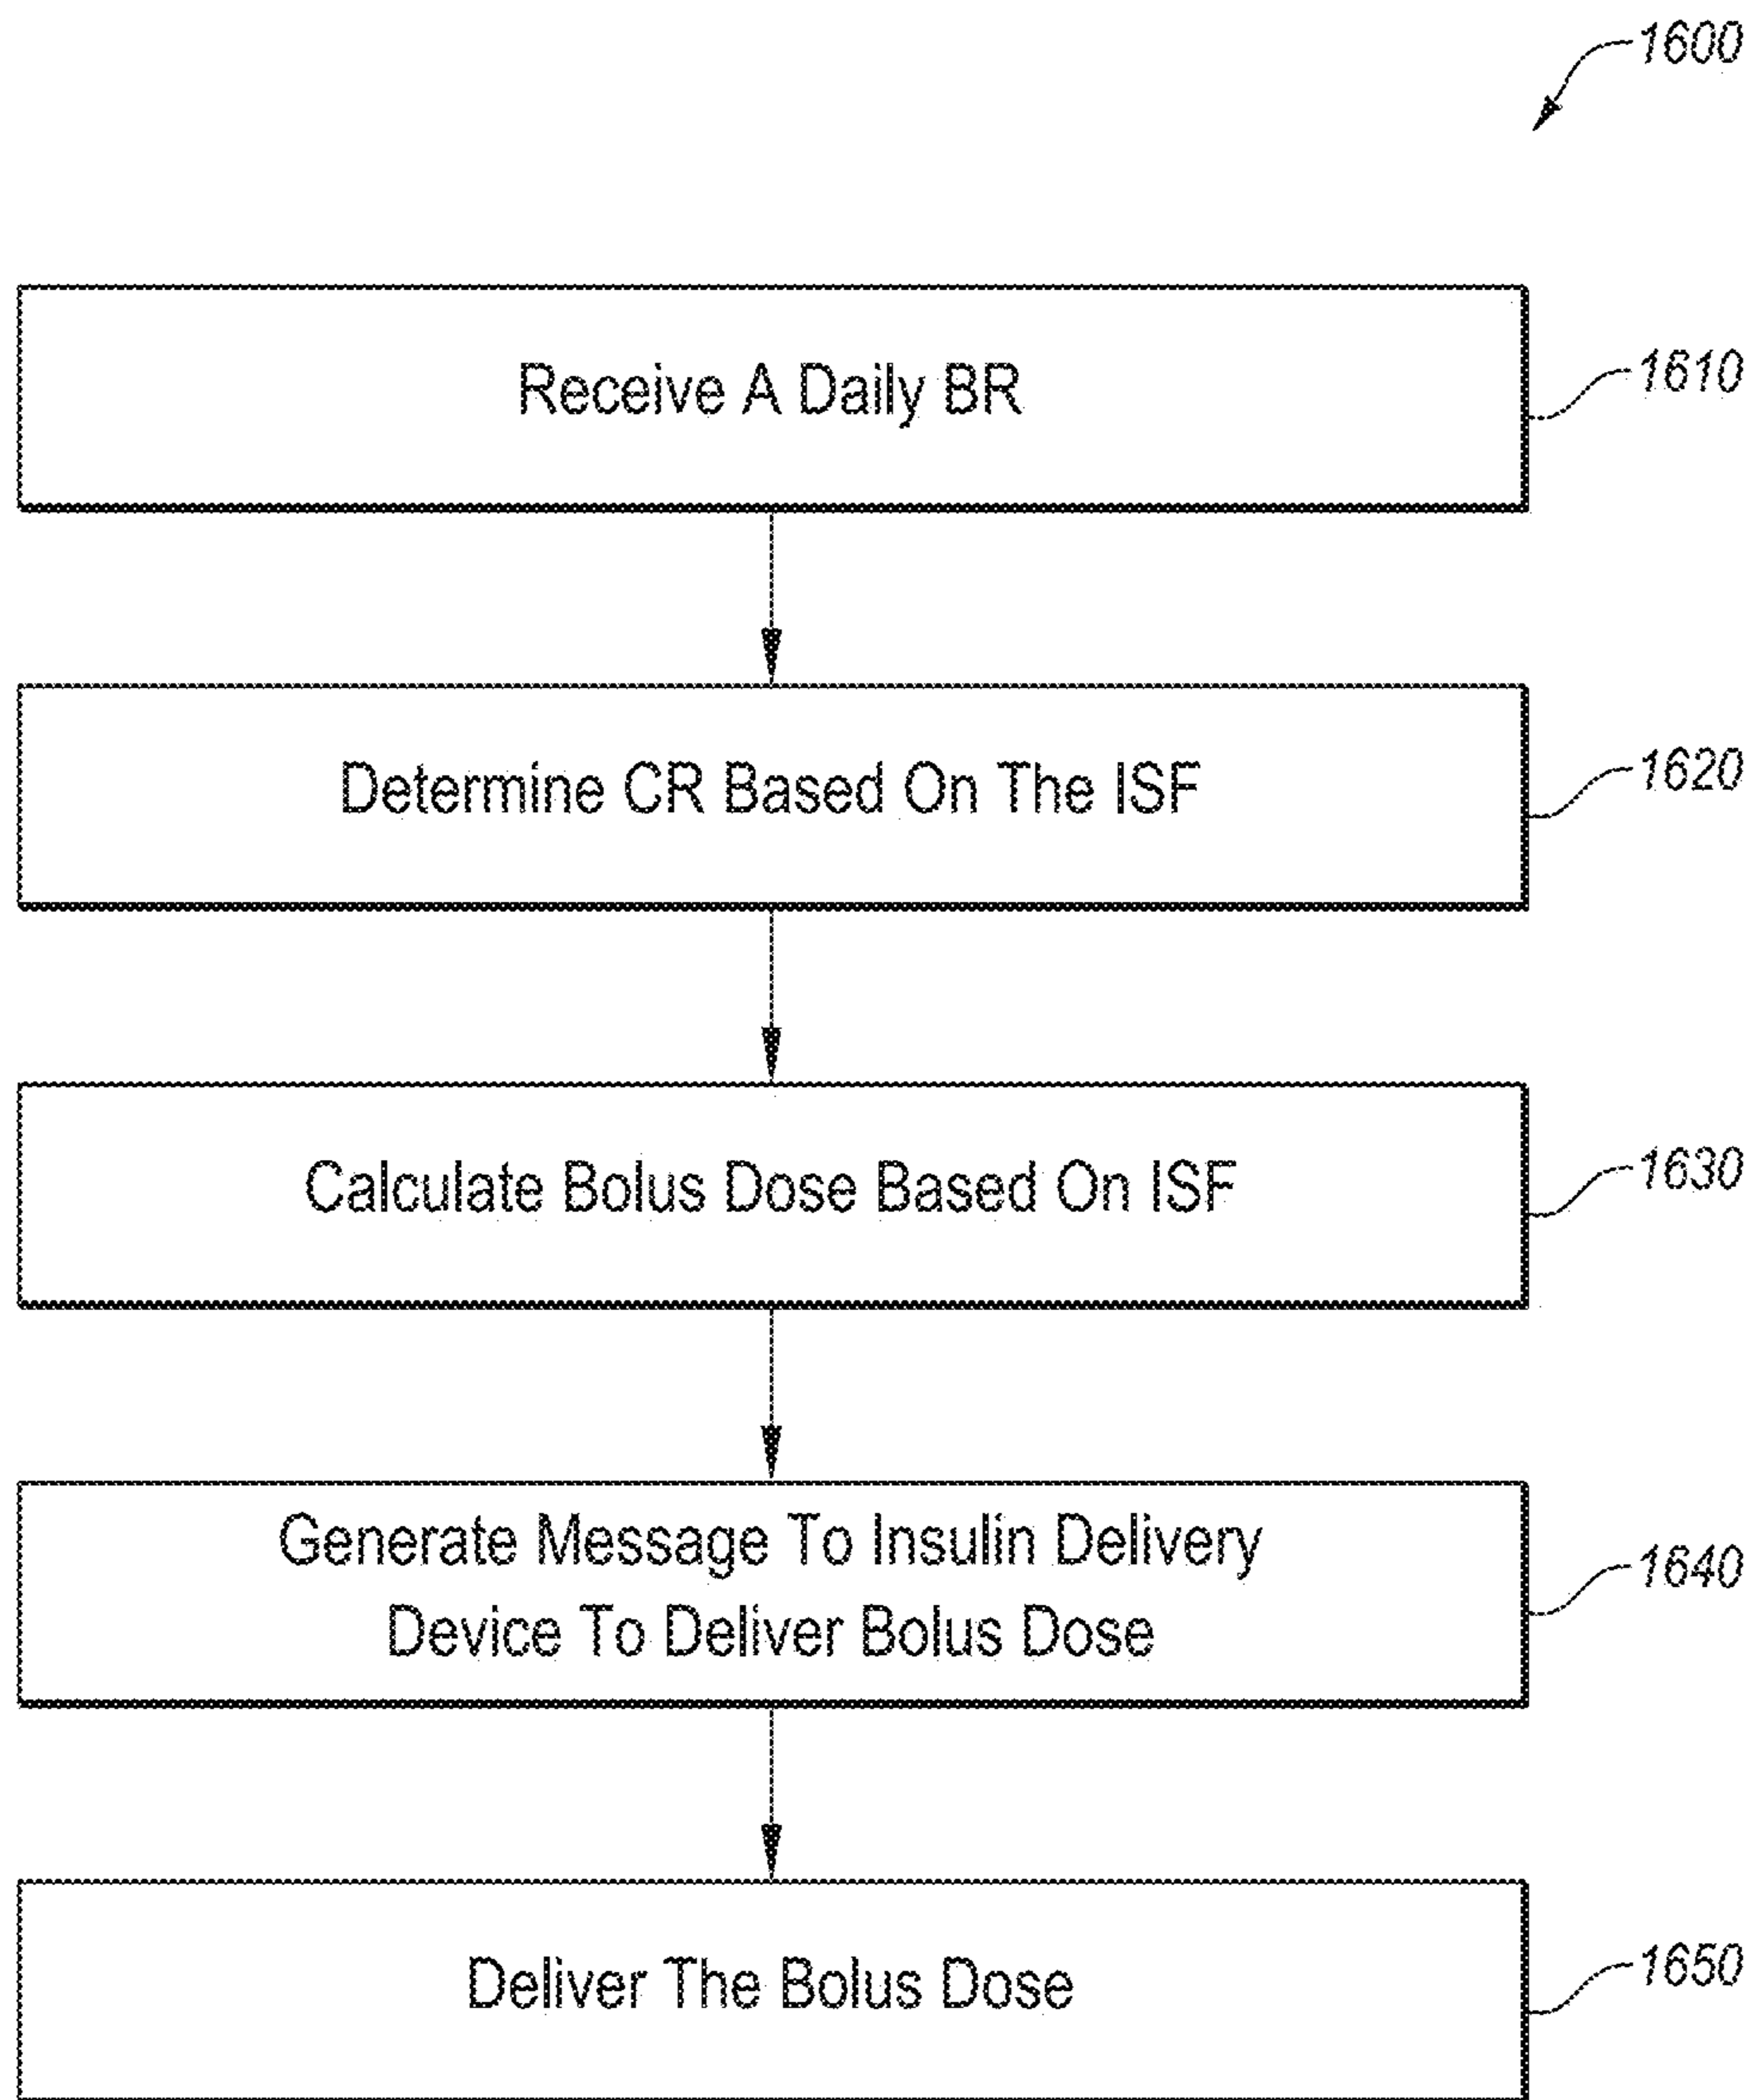 1600
Receive A Daily BR
1610
Determine CR Based On The ISF
1620
Calculate Bolus Dose Based On ISF
1630
Generate Message To Insulin Delivery
Device To Deliver Bolus Dose
1640
Deliver The Bolus Dose
1650